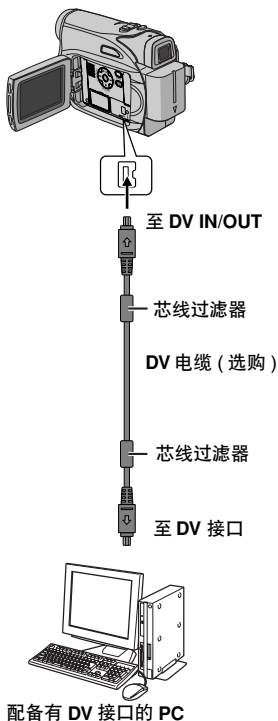 至 DV IN/OUT
芯线过滤器
DV 电缆 ( 选购 )
芯线过滤器
至 DV 接口
配备有 DV 接口的 PC